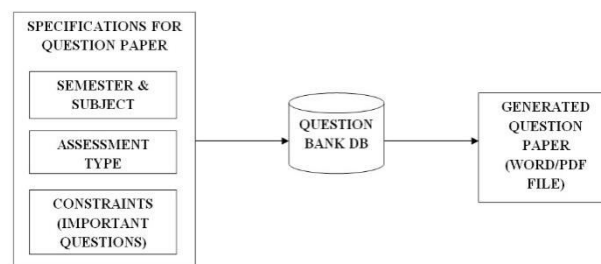 SPECIFICATIONS FOR
QUESTION PAPER
SEMESTER &
SUBJECT
ASSESSMENT
TYPE
CONSTRAINTS
(IMPORTANT
QUESTIONS)
QUESTION
BANK DB
GENERATED
QUESTION
PAPER
(WORD/PDF
FILE)